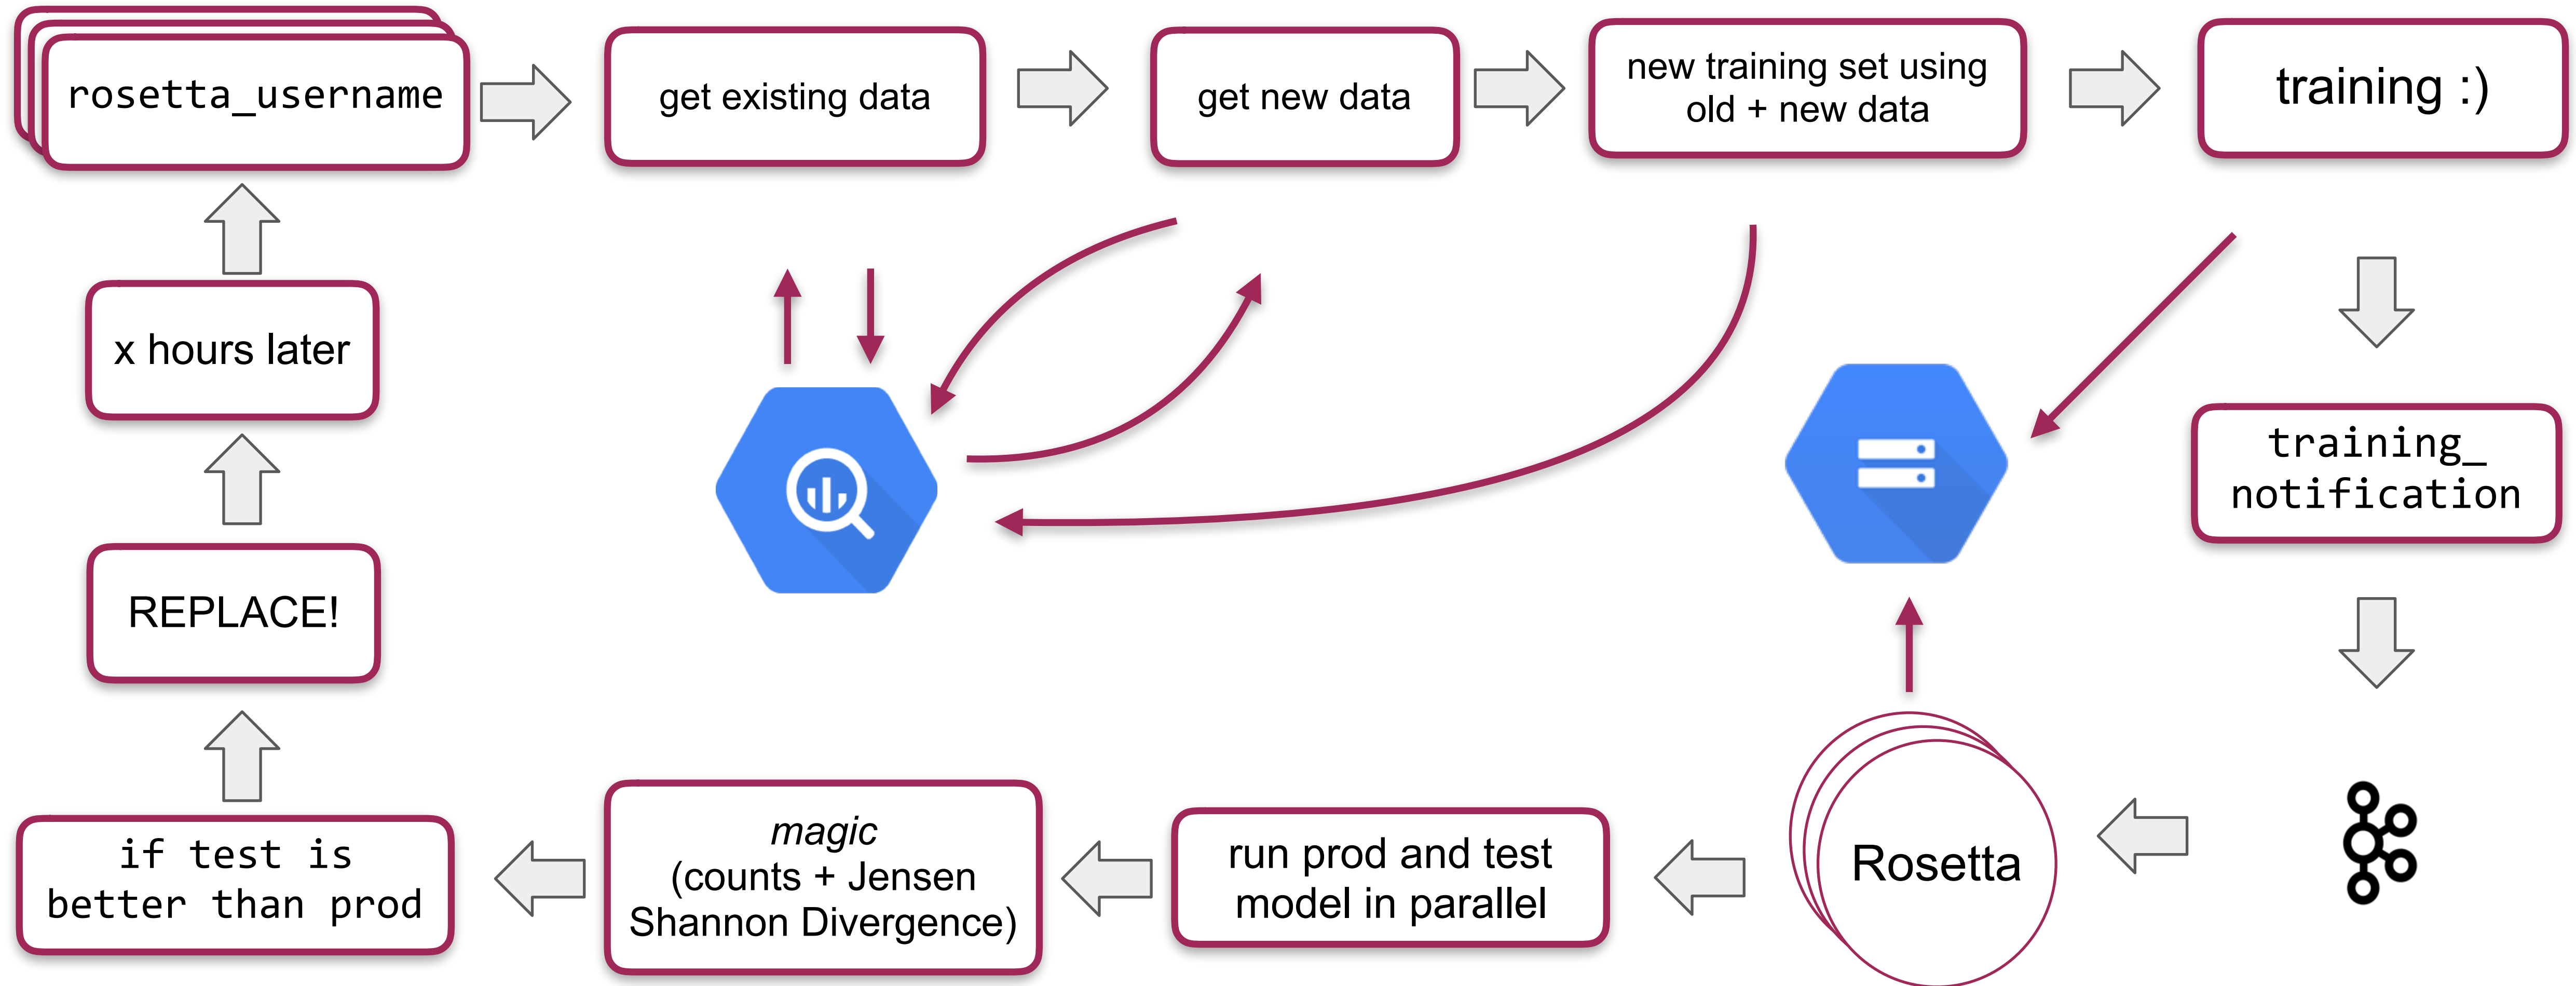 rosetta_username
get existing data
get new data
new training set using
old + new data
training :)
x hours later
training_
notification
REPLACE!
if test is
better than prod
magic
(counts + Jensen
Shannon Divergence)
run prod and test
model in parallel
Rosetta